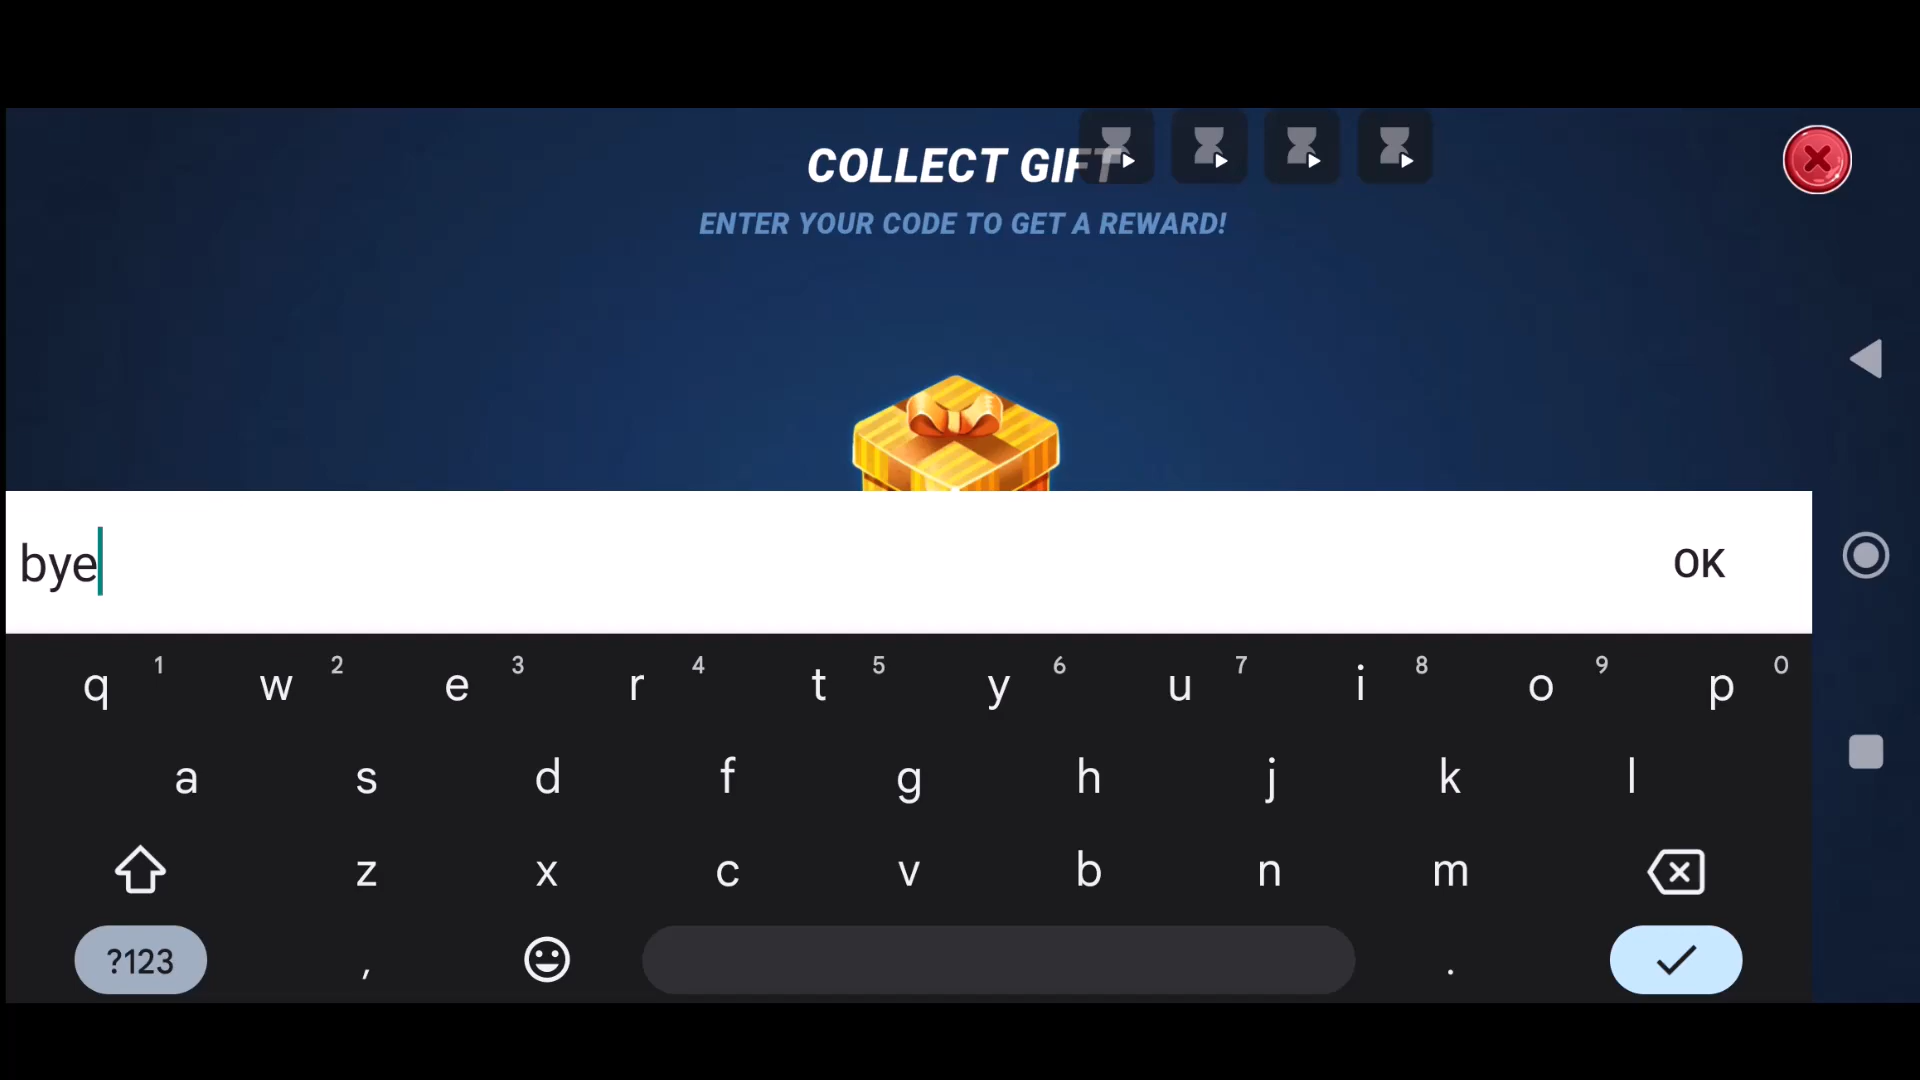 COLLECT GIFT
ENTER YOUR CODE TO GET A REWARD!
bye
OK
q 1 w 2 e 3 r 4 t 5 y 6 u 7 i 8 o 9 p 0
a s d f g h j k l
z x c v b n m
?123 , .